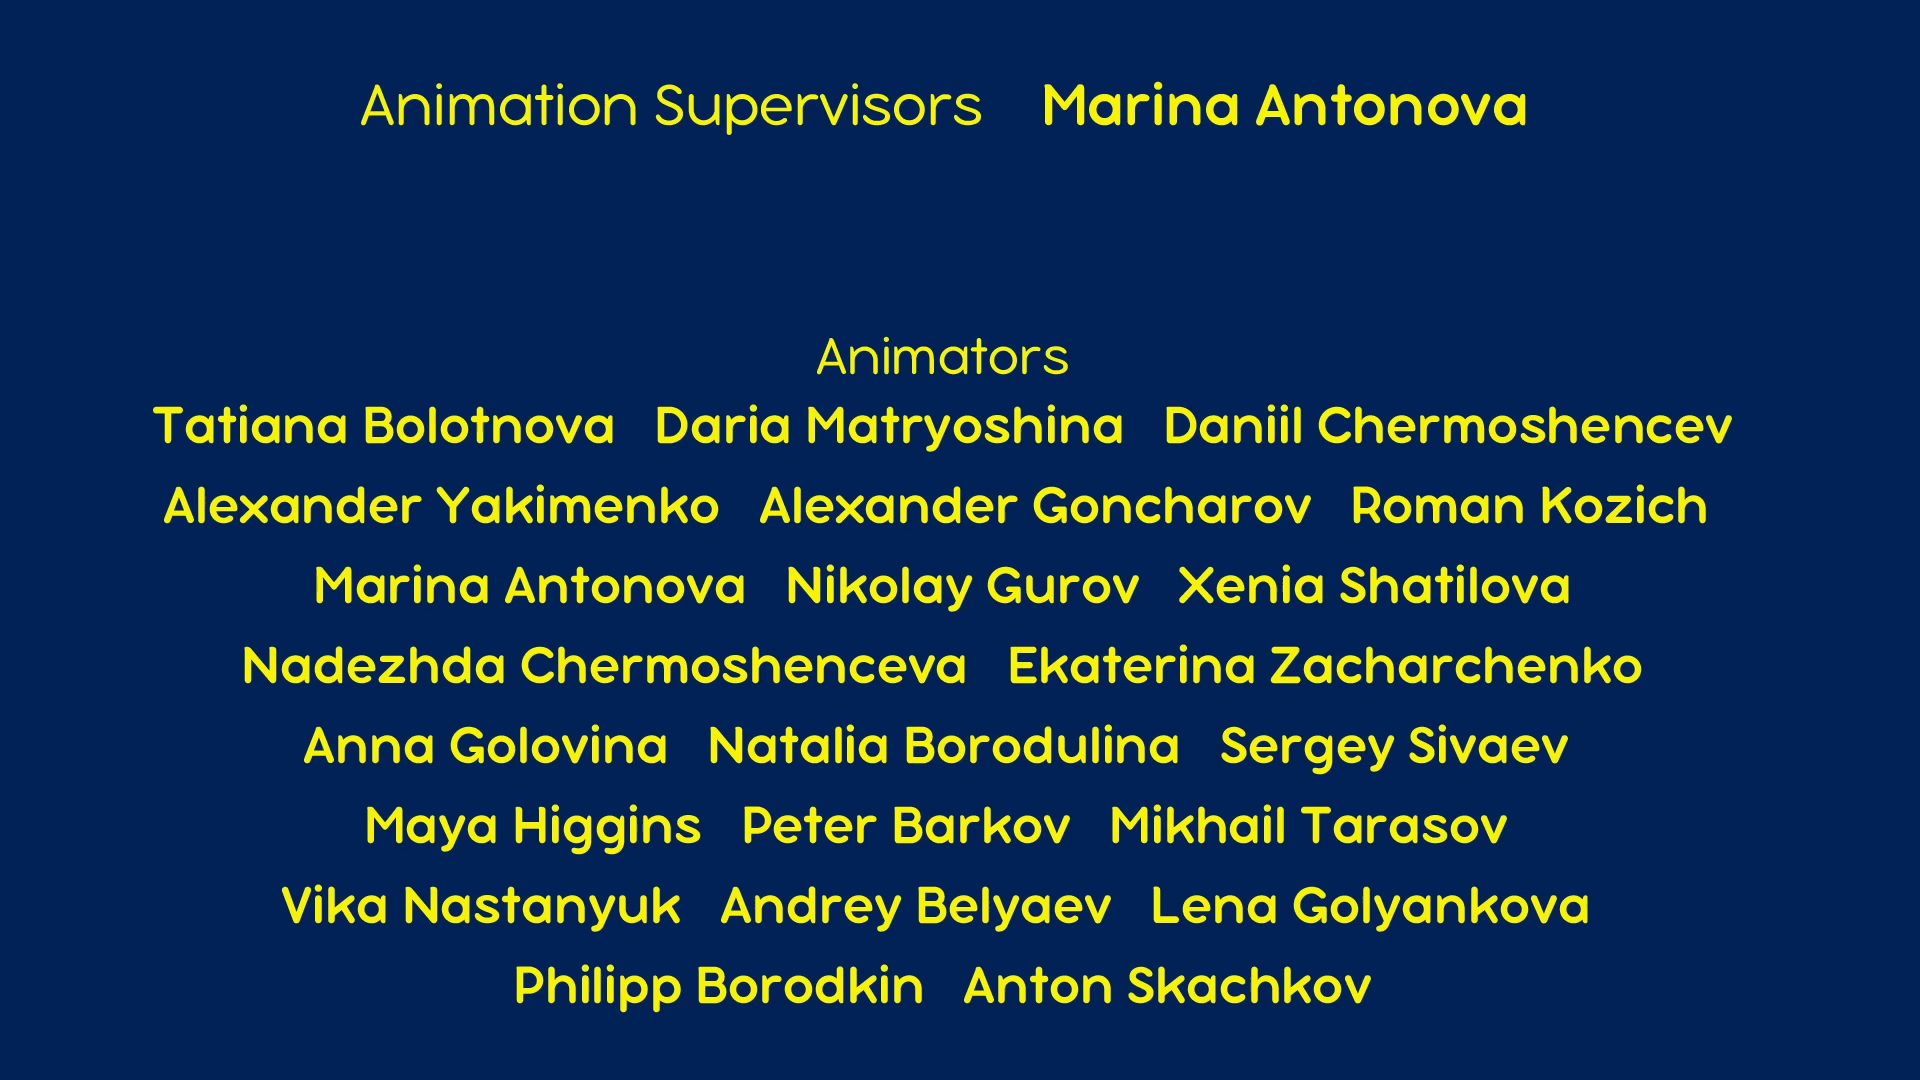 Animation Supervisors Marina Antonova
Animators
Tatiana Bolotnova Daria Matryoshina Daniil Chermoshencev
Alexander Yakimenko Alexander Goncharov Roman Kozich
Marina Antonova Nikolay Gurov Xenia Shatilova
Nadezhda Chermoshenceva Ekaterina Zacharchenko
Anna Golovina Natalia Borodulina Sergey Sivaev
Maya Higgins Peter Barkov Mikhail Tarasov
Vika Nastanyuk Andrey Belyaev Lena Golyankova
Philipp Borodkin Anton Skachkov